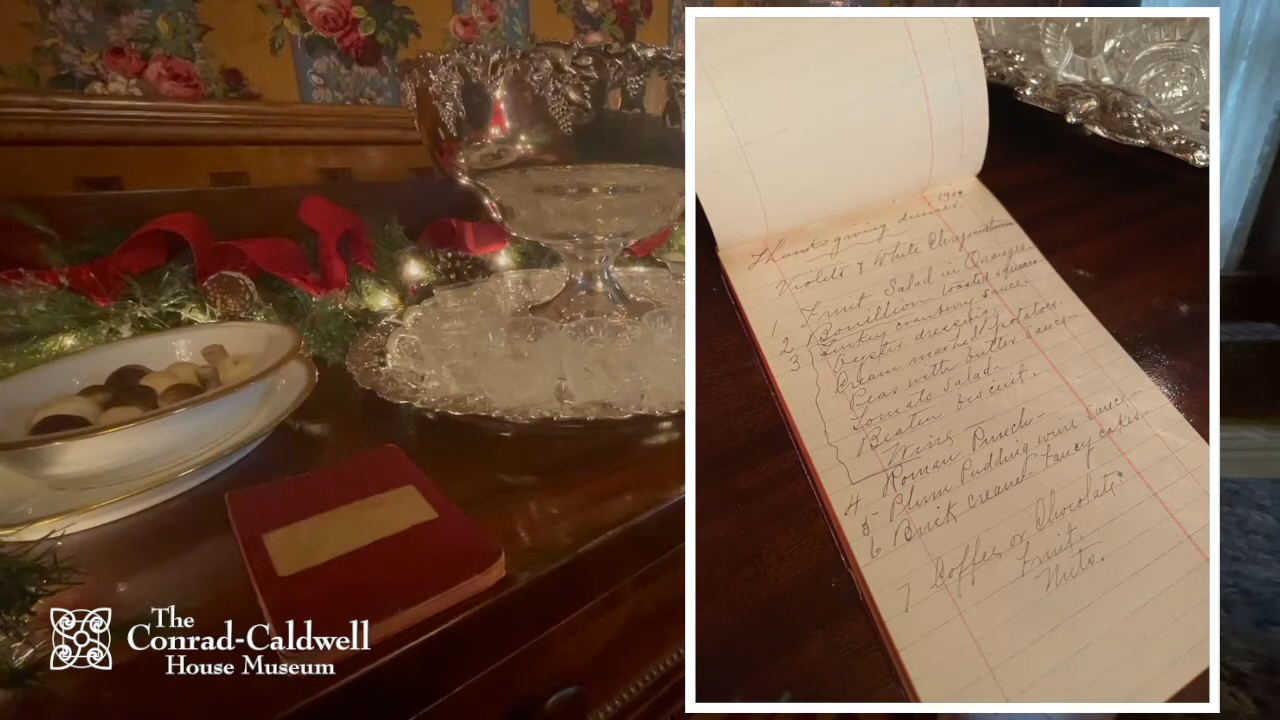 The
Conrad-Caldwell
House Museum
Thanksgiving dinner. 1900
Violets & White Chrysanthemum
1 Fruit Salad in Oranges
2 Bouillion toasted squares
3 Turkey cranberry sauce.
Oyster dressing
Cream mashed potatoes.
Peas with butter sauce
Tomato Salad-
Beaten biscuit.
Wine
4 Roman Punch-
5- Plum Pudding wine sauce-
6 Brick cream fancy cakes-
7 Coffee or Chocolate
Fruit.
Nuts.